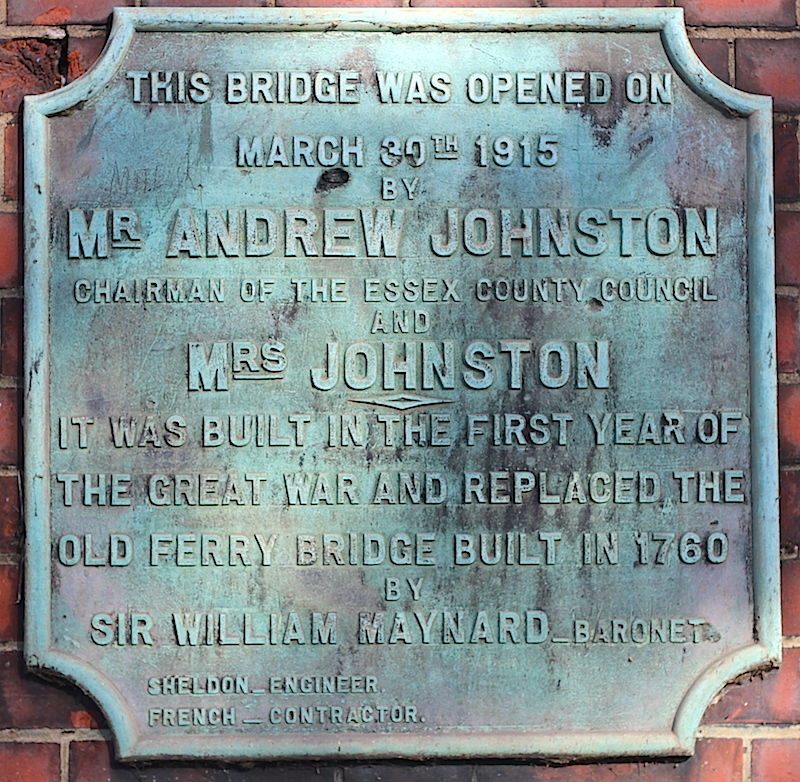 THIS BRIDGE WAS OPENED ON
MARCH 30TH 1915
BY
MR ANDREW JOHNSTON
CHAIRMAN OF THE ESSEX COUNTY COUNCIL
AND
MRS JOHNSTON
IT WAS BUILT IN THE FIRST YEAR OF
THE GREAT WAR AND REPLACED THE
OLD FERRY BRIDGE BUILT IN 1760
BY
SIR WILLIAM MAYNARD_BARONET.
SHELDON_ENGINEER.
FRENCH_CONTRACTOR.